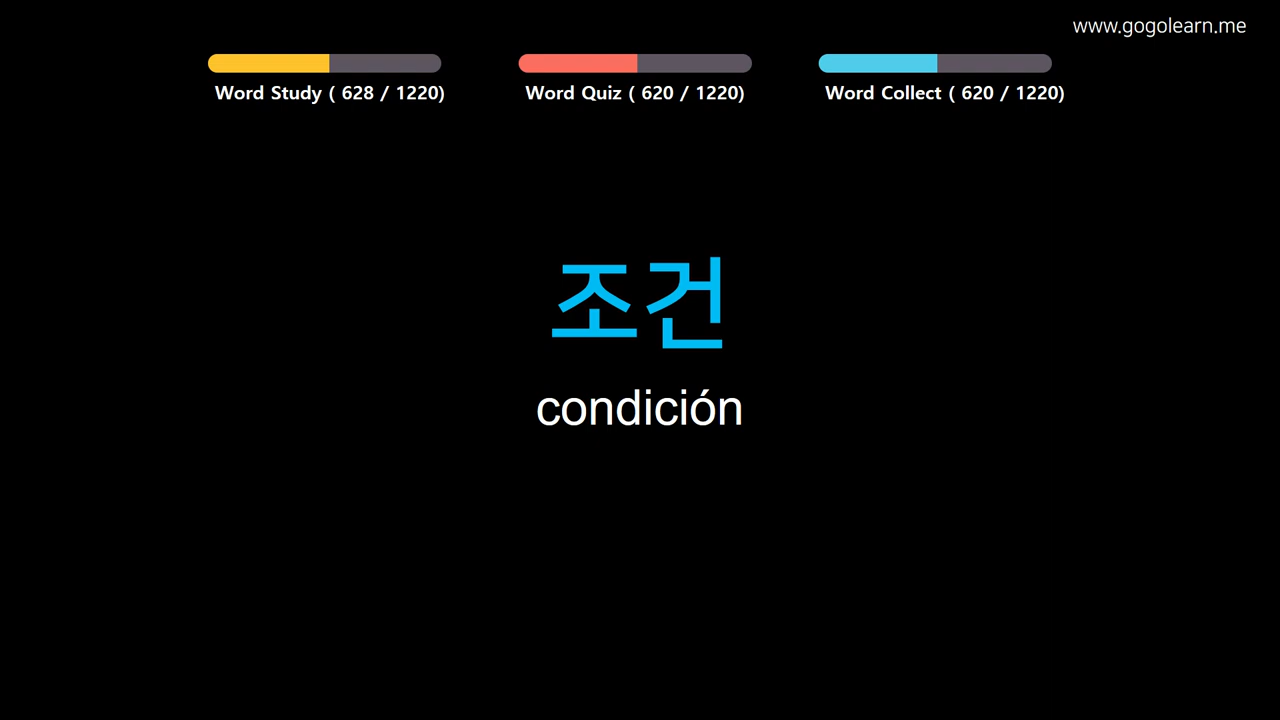 www.gogolearn.me
Word Study ( 628 / 1220)
Word Quiz ( 620 / 1220)
Word Collect ( 620 / 1220)
조건
condición